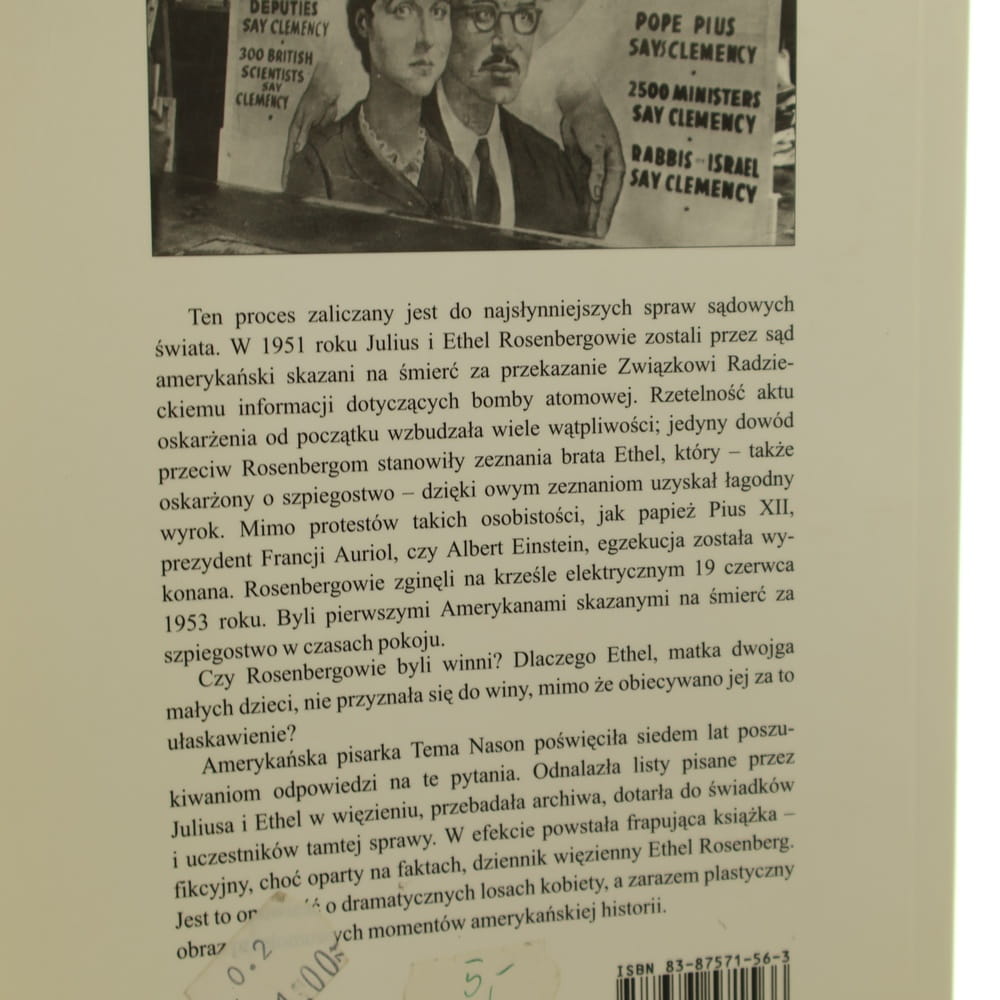 DEPUTIES
SAY CLEMENCY
300 BRITISH
SCIENTISTS
SAY
CLEMENCY
POPE PIUS
SAYS CLEMENCY
2500 MINISTERS
SAY CLEMENCY
RABBIS - ISRAEL
SAY CLEMENCY
Ten proces zaliczany jest do najsłynniejszych spraw sądowych
świata. W 1951 roku Julius i Ethel Rosenbergowie zostali przez sąd
amerykański skazani na śmierć za przekazanie Związkowi Radzie-
ckiemu informacji dotyczących bomby atomowej. Rzetelność aktu
oskarżenia od początku wzbudzała wiele wątpliwości; jedyny dowód
przeciw Rosenbergom stanowiły zeznania brata Ethel, który – także
oskarżony o szpiegostwo – dzięki owym zeznaniom uzyskał łagodny
wyrok. Mimo protestów takich osobistości, jak papież Pius XII,
prezydent Francji Auriol, czy Albert Einstein, egzekucja została wy-
konana. Rosenbergowie zginęli na krześle elektrycznym 19 czerwca
1953 roku. Byli pierwszymi Amerykanami skazanymi na śmierć za
szpiegostwo w czasach pokoju.
Czy Rosenbergowie byli winni? Dlaczego Ethel, matka dwojga
małych dzieci, nie przyznała się do winy, mimo że obiecywano jej za to
ułaskawienie?
Amerykańska pisarka Tema Nason poświęciła siedem lat poszu-
kiwaniom odpowiedzi na te pytania. Odnalazła listy pisane przez
Juliusa i Ethel w więzieniu, przebadała archiwa, dotarła do świadków
i uczestników tamtej sprawy. W efekcie powstała frapująca książka –
fikcyjny, choć oparty na faktach, dziennik więzienny Ethel Rosenberg.
Jest to o dramatycznych losach kobiety, a zarazem plastyczny
obraz momentów amerykańskiej historii.
0.2
5,-
ISBN 83-87571-56-3